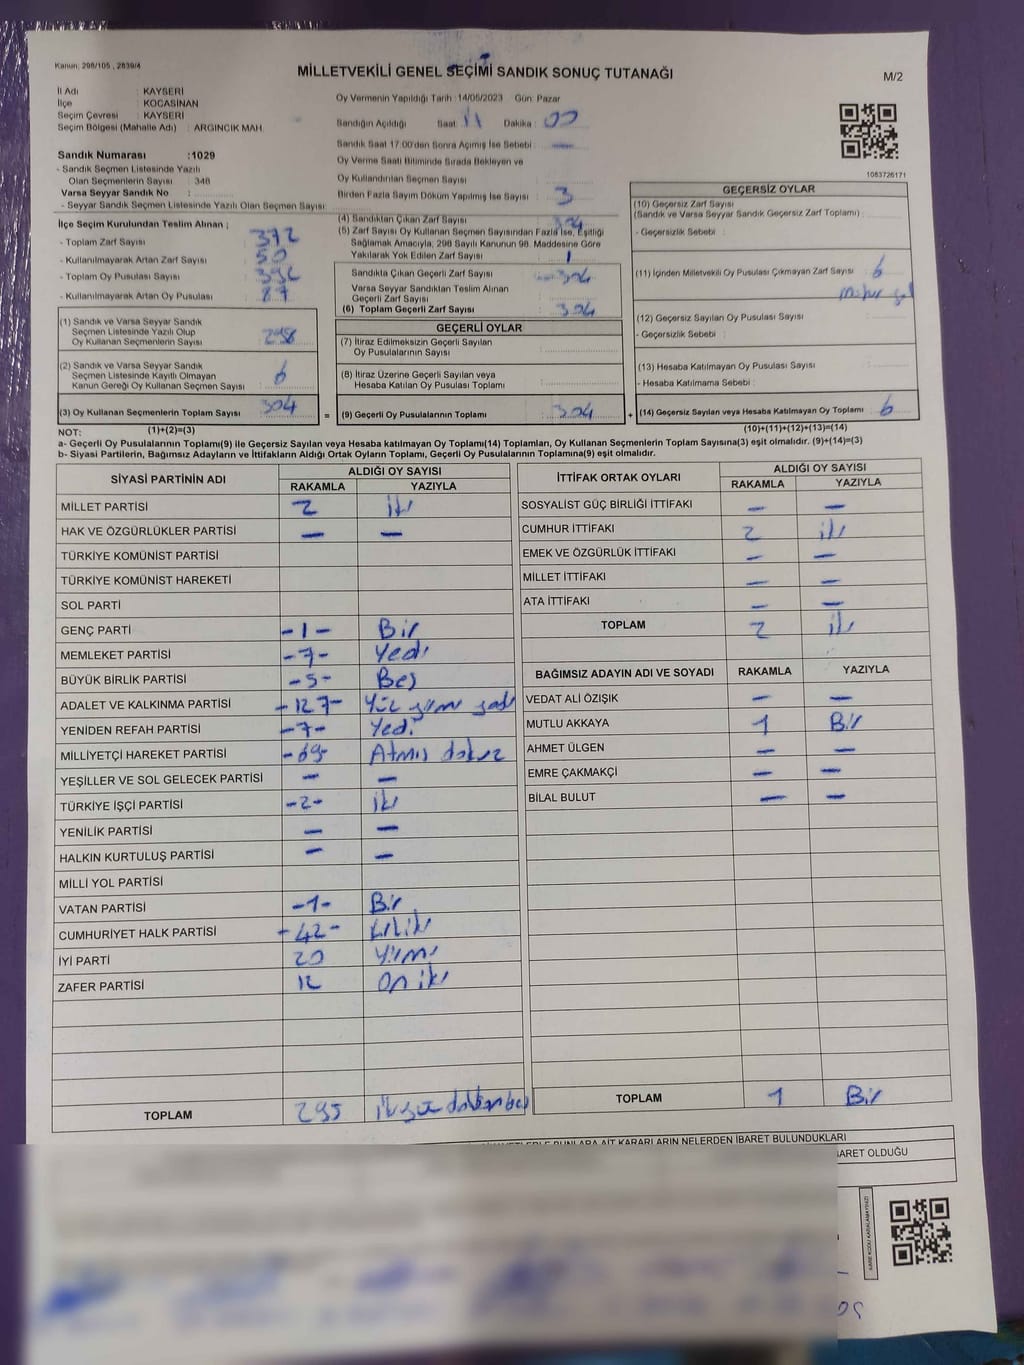 Kanun: 298/105 , 2839/4
MİLLETVEKİLİ GENEL SEÇİMİ SANDIK SONUÇ TUTANAĞI
M/2
İl Adı : KAYSERİ
İlçe : KOCASİNAN
Seçim Çevresi : KAYSERİ
Seçim Bölgesi (Mahalle Adı) : ARGINCIK MAH.
Sandık Numarası :1029
- Sandık Seçmen Listesinde Yazılı
Olan Seçmenlerin Sayısı : 348
Varsa Seyyar Sandık No :
- Seyyar Sandık Seçmen Listesinde Yazılı Olan Seçmen Sayısı:
Oy Vermenin Yapıldığı Tarih :14/05/2023 Gün: Pazar
Sandığın Açıldığı Saat: 11 Dakika: 00
Sandık Saat 17:00'den Sonra Açımış İse Sebebi: —
Oy Verme Saati Bitiminde Sırada Bekleyen ve
Oy Kullandırılan Seçmen Sayısı
Birden Fazla Sayım Döküm Yapılmış İse Sayısı : 3
1083726171
İlçe Seçim Kurulundan Teslim Alınan ;
- Toplam Zarf Sayısı : 372
- Kullanılmayarak Artan Zarf Sayısı : 50
- Toplam Oy Pusulası Sayısı :
- Kullanılmayarak Artan Oy Pusulası : 87
(1) Sandık ve Varsa Seyyar Sandık
Seçmen Listesinde Yazılı Olup
Oy Kullanan Seçmenlerin Sayısı : 298
(2) Sandık ve Varsa Seyyar Sandık
Seçmen Listesinde Kayıtlı Olmayan
Kanun Gereği Oy Kullanan Seçmen Sayısı : 6
(3) Oy Kullanan Seçmenlerin Toplam Sayısı : 304
(1)+(2)=(3)
(4) Sandıktan Çıkan Zarf Sayısı : 304
(5) Zarf Sayısı Oy Kullanan Seçmen Sayısından Fazla İse, Eşitliği
Sağlamak Amacıyla, 298 Sayılı Kanunun 98. Maddesine Göre
Yakılarak Yok Edilen Zarf Sayısı :
Sandıkta Çıkan Geçerli Zarf Sayısı : 304
Varsa Seyyar Sandıktan Teslim Alınan
Geçerli Zarf Sayısı :
(6) Toplam Geçerli Zarf Sayısı : 304
GEÇERLİ OYLAR
(7) İtiraz Edilmeksizin Geçerli Sayılan
Oy Pusulalarının Sayısı :
(8) İtiraz Üzerine Geçerli Sayılan veya
Hesaba Katılan Oy Pusulası Toplamı :
= (9) Geçerli Oy Pusulalarının Toplamı : 304
GEÇERSİZ OYLAR
(10) Geçersiz Zarf Sayısı
(Sandık ve Varsa Seyyar Sandık Geçersiz Zarf Toplamı) :
- Geçersizlik Sebebi :
(11) İçinden Milletvekili Oy Pusulası Çıkmayan Zarf Sayısı : 6
(12) Geçersiz Sayılan Oy Pusulası Sayısı :
- Geçersizlik Sebebi :
(13) Hesaba Katılmayan Oy Pusulası Sayısı :
- Hesaba Katılmama Sebebi :
+ (14) Geçersiz Sayılan veya Hesaba Katılmayan Oy Toplamı : 6
(10)+(11)+(12)+(13)=(14)
NOT:
a- Geçerli Oy Pusulalarının Toplamı(9) ile Geçersiz Sayılan veya Hesaba katılmayan Oy Toplamı(14) Toplamları, Oy Kullanan Seçmenlerin Toplam Sayısına(3) eşit olmalıdır. (9)+(14)=(3)
b- Siyasi Partilerin, Bağımsız Adayların ve İttifakların Aldığı Ortak Oyların Toplamı, Geçerli Oy Pusulalarının Toplamına(9) eşit olmalıdır.
SİYASİ PARTİNİN ADI ALDIĞI OY SAYISI
RAKAMLA YAZIYLA
MİLLET PARTİSİ 2 iki
HAK VE ÖZGÜRLÜKLER PARTİSİ — —
TÜRKİYE KOMÜNİST PARTİSİ
TÜRKİYE KOMÜNİST HAREKETİ
SOL PARTİ
GENÇ PARTİ -1- Bir
MEMLEKET PARTİSİ -7- Yedi
BÜYÜK BİRLİK PARTİSİ -5- Beş
ADALET VE KALKINMA PARTİSİ -127- Yüz yirmi yedi
YENİDEN REFAH PARTİSİ -7- Yedi
MİLLİYETÇİ HAREKET PARTİSİ -69- Atmış dokuz
YEŞİLLER VE SOL GELECEK PARTİSİ — —
TÜRKİYE İŞÇİ PARTİSİ -2- iki
YENİLİK PARTİSİ — —
HALKIN KURTULUŞ PARTİSİ — —
MİLLİ YOL PARTİSİ
VATAN PARTİSİ -1- Bir
CUMHURİYET HALK PARTİSİ -42-
İYİ PARTİ 20 Yirmi
ZAFER PARTİSİ 12 On iki
TOPLAM 295
İTTİFAK ORTAK OYLARI ALDIĞI OY SAYISI
RAKAMLA YAZIYLA
SOSYALİST GÜÇ BİRLİĞİ İTTİFAKI — —
CUMHUR İTTİFAKI 2 iki
EMEK VE ÖZGÜRLÜK İTTİFAKI — —
MİLLET İTTİFAKI — —
ATA İTTİFAKI — —
TOPLAM 2 iki
BAĞIMSIZ ADAYIN ADI VE SOYADI RAKAMLA YAZIYLA
VEDAT ALİ ÖZIŞIK — —
MUTLU AKKAYA 1 Bir
AHMET ÜLGEN — —
EMRE ÇAKMAKÇİ — —
BİLAL BULUT — —
TOPLAM 1 Bir
BUNLARA AİT KARARLARIN NELERDEN İBARET BULUNDUKLARI
BARET OLDUĞU